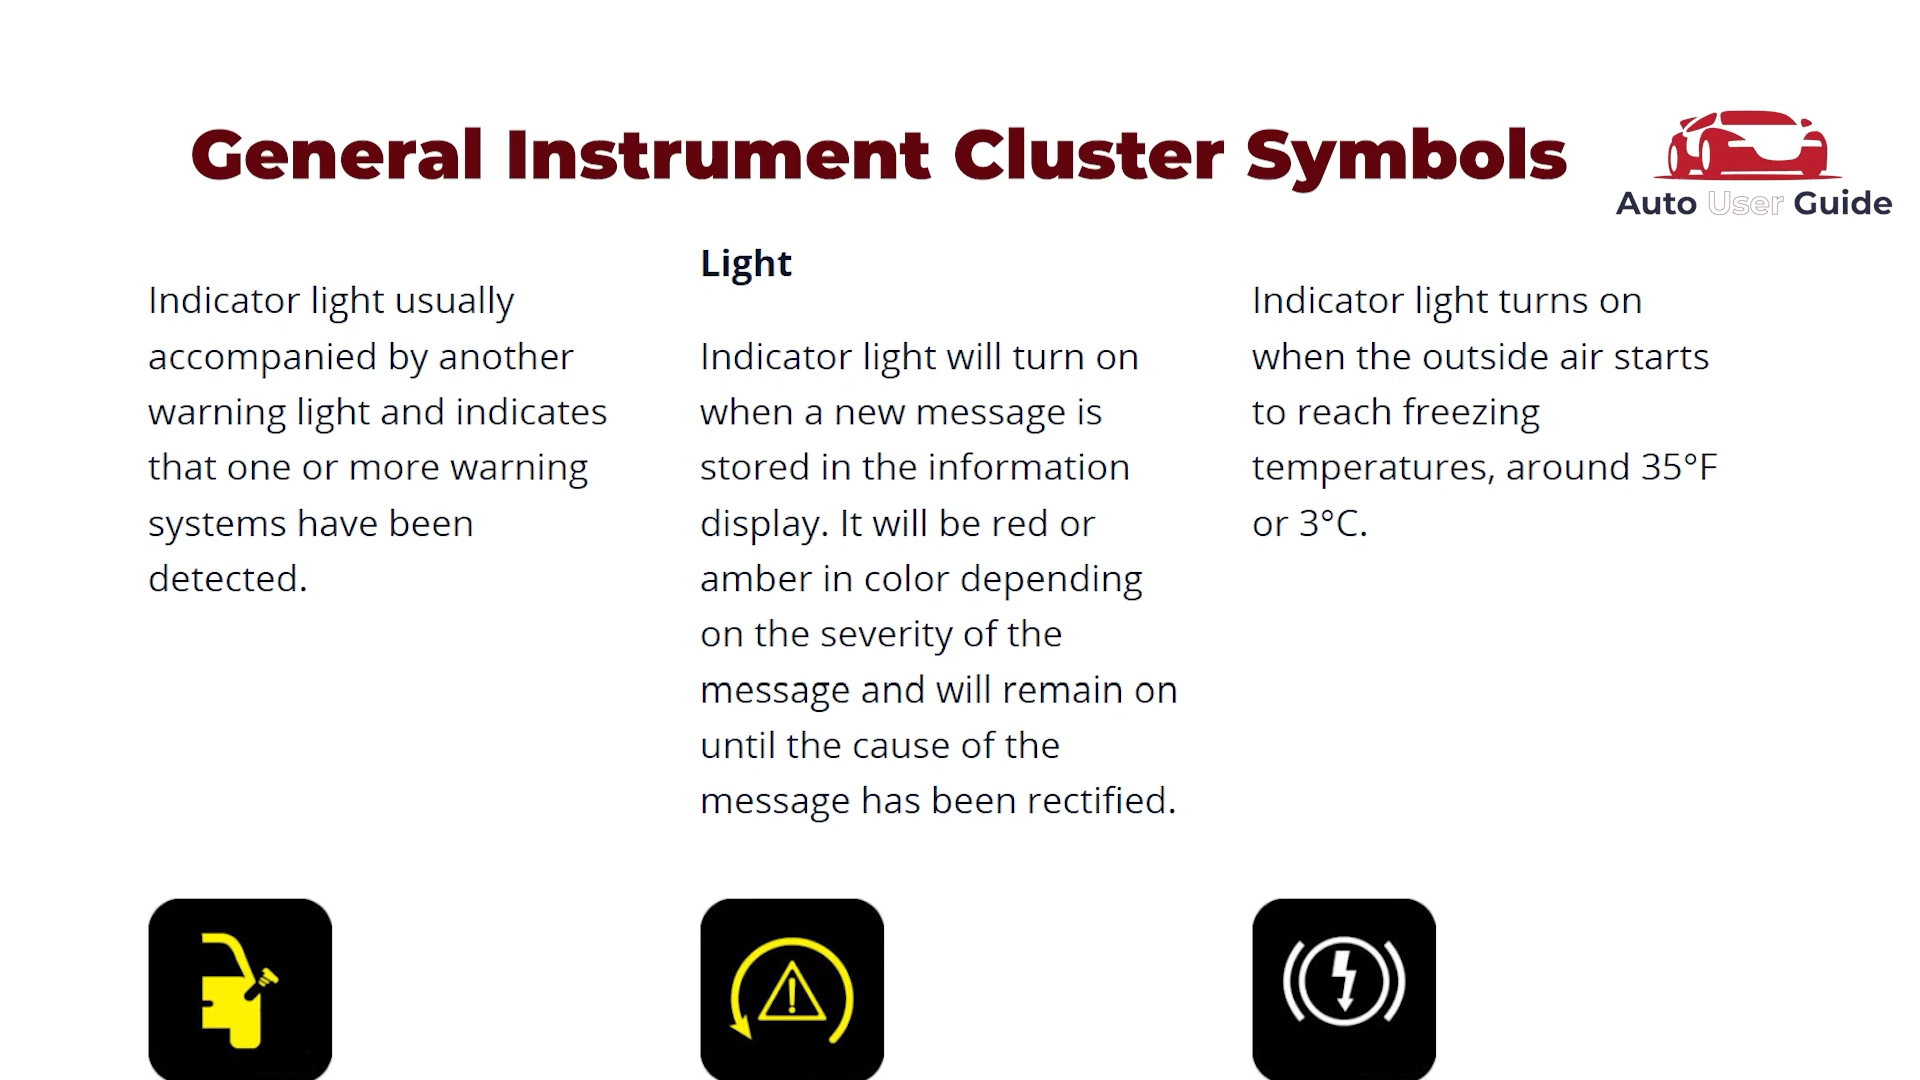 General Instrument Cluster Symbols
Auto User Guide
Indicator light usually
accompanied by another
warning light and indicates
that one or more warning
systems have been
detected.
Light
Indicator light will turn on
when a new message is
stored in the information
display. It will be red or
amber in color depending
on the severity of the
message and will remain on
until the cause of the
message has been rectified.
Indicator light turns on
when the outside air starts
to reach freezing
temperatures, around 35°F
or 3°C.